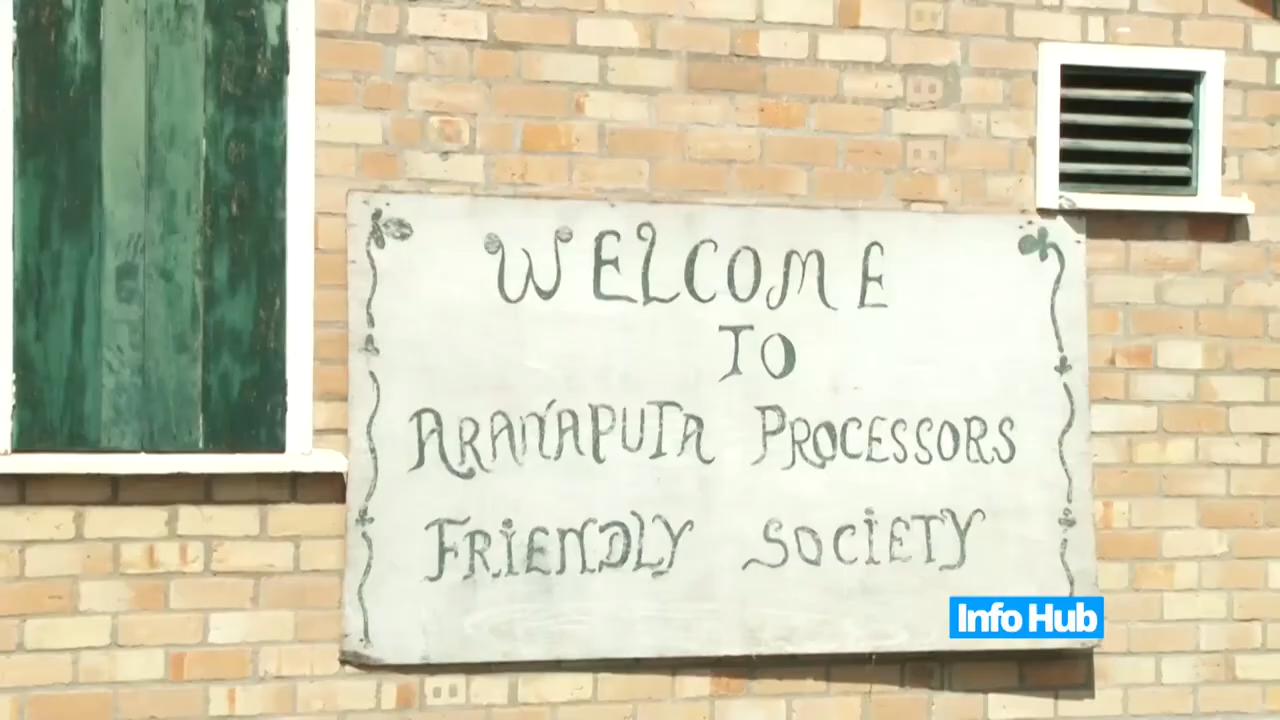 WELCOME
TO
ARANAPUTA PROCESSORS
FRiENDLY SOCiETY
Info Hub